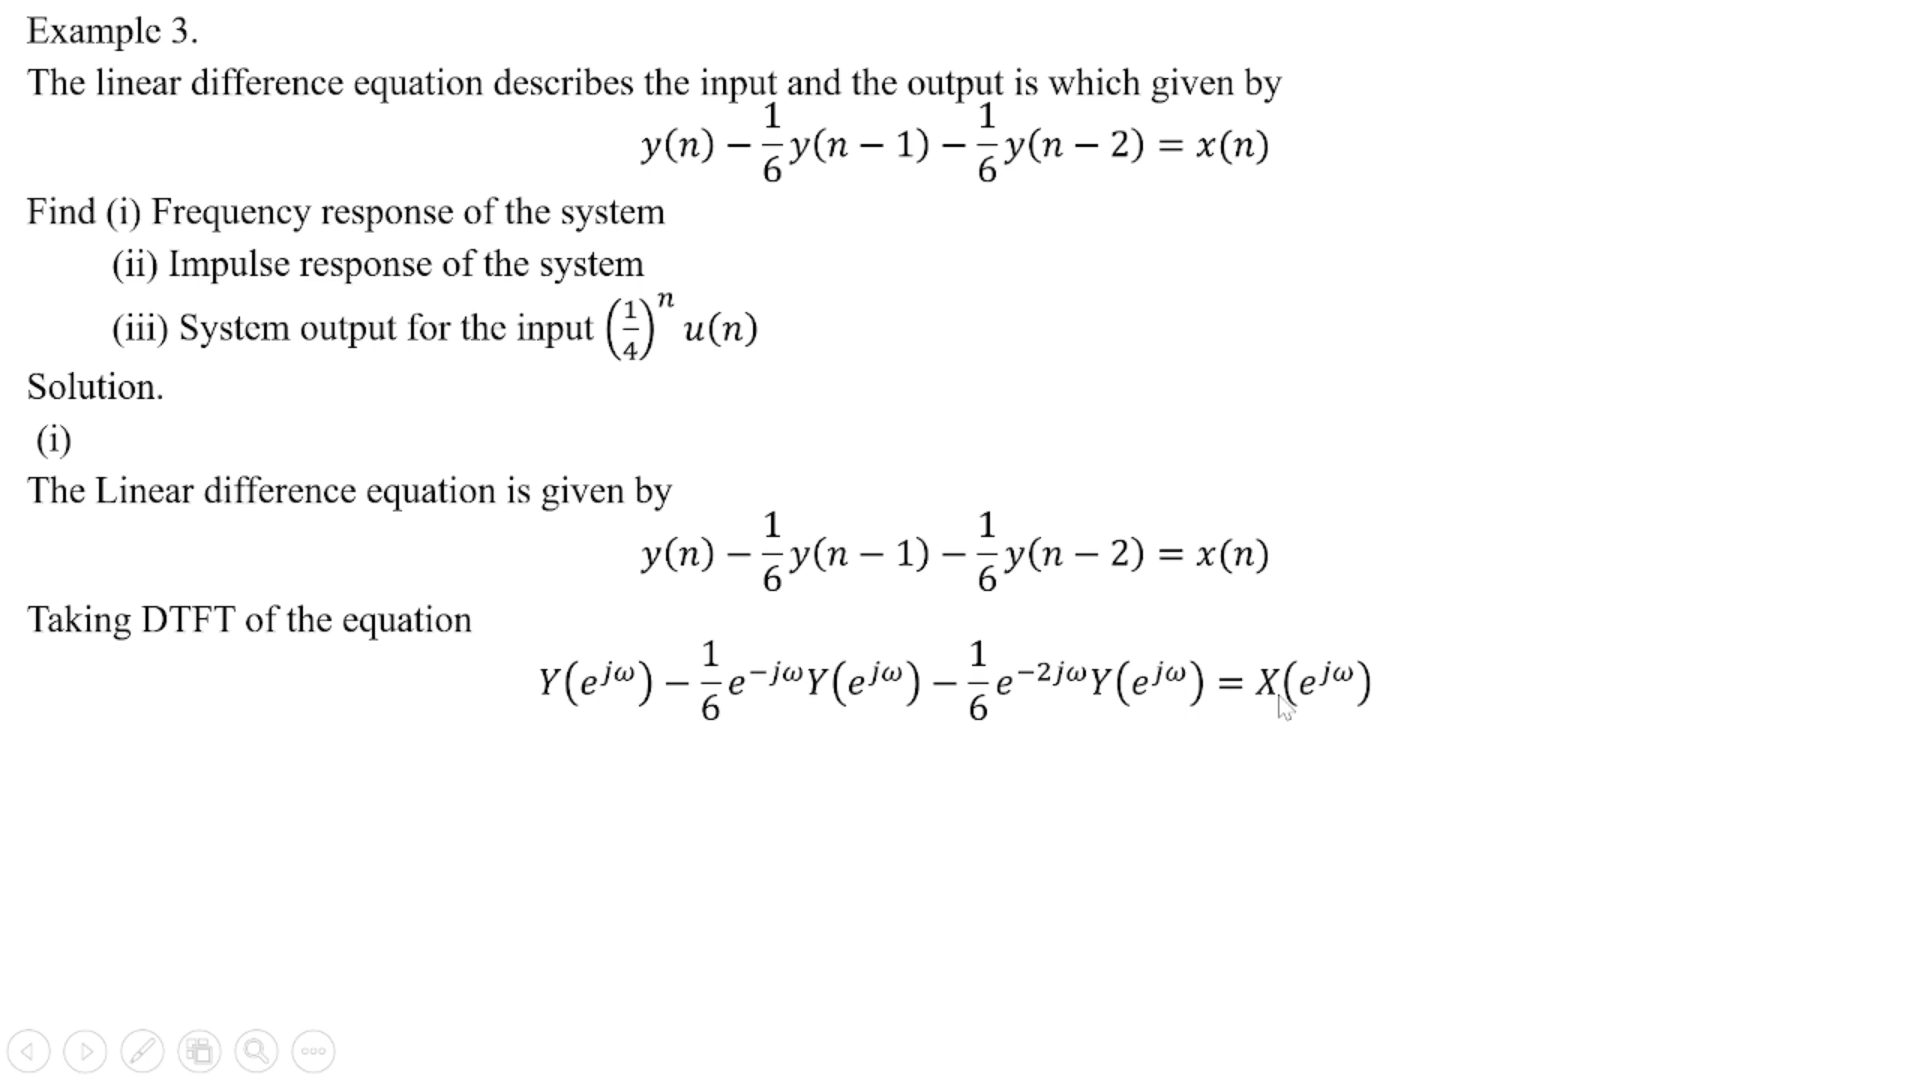 Example 3.
The linear difference equation describes the input and the output is which given by
y(n) − 1/6 y(n − 1) − 1/6 y(n − 2) = x(n)
Find (i) Frequency response of the system
(ii) Impulse response of the system
(iii) System output for the input (1/4)^n u(n)
Solution.
(i)
The Linear difference equation is given by
y(n) − 1/6 y(n − 1) − 1/6 y(n − 2) = x(n)
Taking DTFT of the equation
Y(e^{jω}) − 1/6 e^{−jω}Y(e^{jω}) − 1/6 e^{−2jω}Y(e^{jω}) = X(e^{jω})